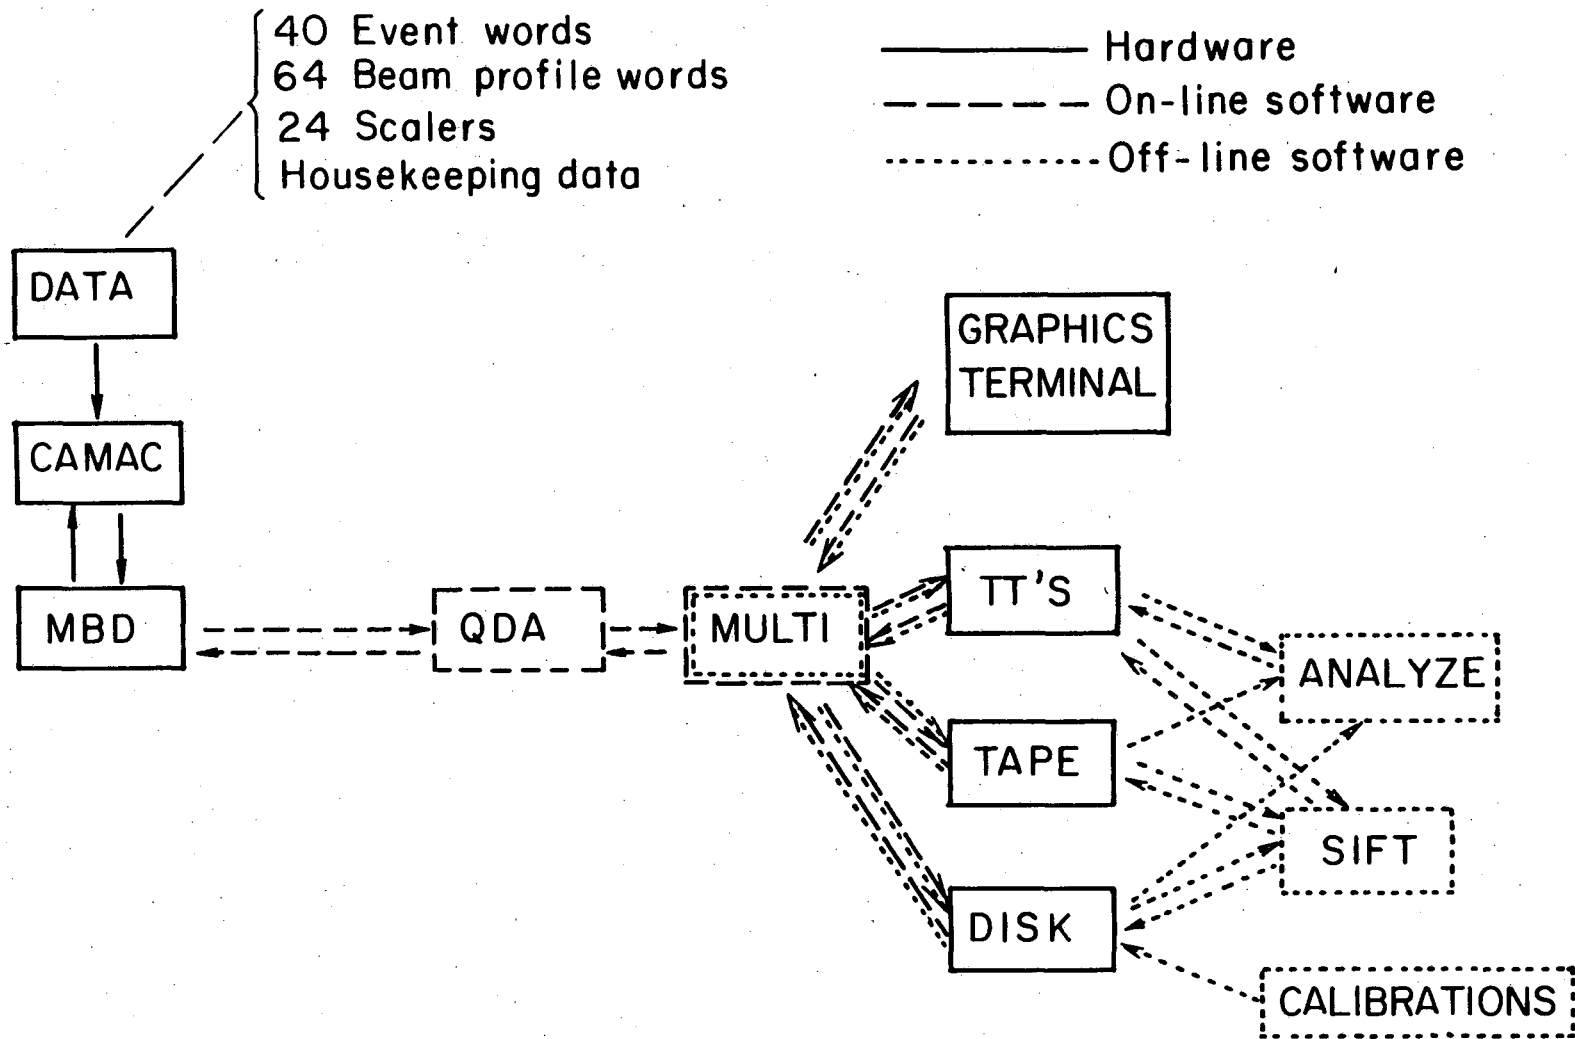 40 Event words
64 Beam profile words
24 Scalers
Housekeeping data
Hardware
On-line software
Off-line software
DATA
CAMAC
MBD
QDA
MULTI
GRAPHICS
TERMINAL
TT'S
TAPE
DISK
ANALYZE
SIFT
CALIBRATIONS